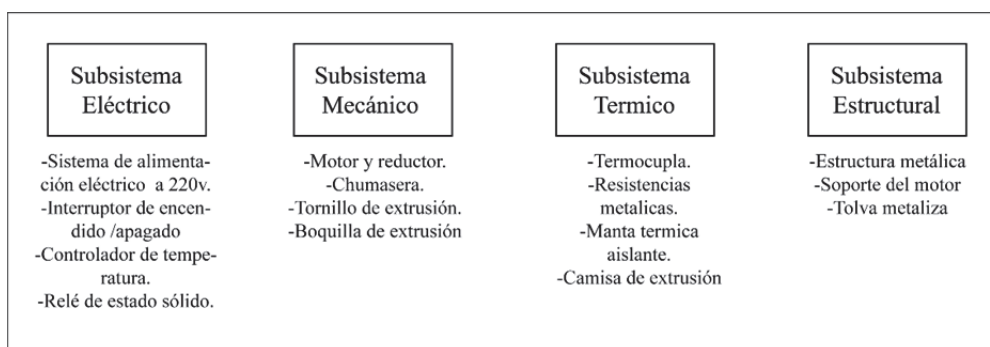 Subsistema
Eléctrico
-Sistema de alimenta-
ción eléctrico a 220v.
-Interruptor de encen-
dido /apagado
-Controlador de tempe-
ratura.
-Relé de estado sólido.
Subsistema
Mecánico
-Motor y reductor.
-Chumasera.
-Tornillo de extrusión.
-Boquilla de extrusión
Subsistema
Termico
-Termocupla.
-Resistencias
metalicas.
-Manta termica
aislante.
-Camisa de extrusión
Subsistema
Estructural
-Estructura metálica
-Soporte del motor
-Tolva metaliza